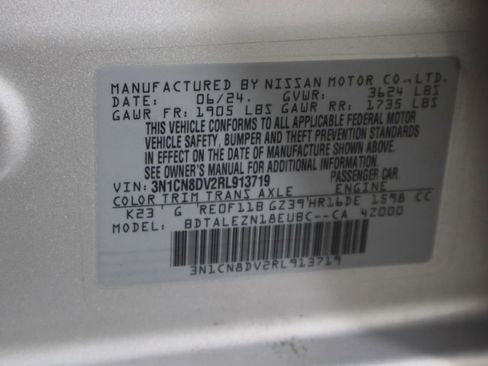 MANUFACTURED BY NISSAN MOTOR CO.,LTD.
DATE: 06/24. GVWR: 3624 LBS
GAWR FR: 1905 LBS GAWR RR: 1735 LBS
THIS VEHICLE CONFORMS TO ALL APPLICABLE FEDERAL MOTOR
VEHICLE SAFETY, BUMPER AND THEFT PREVENTION STANDARDS
IN EFFECT ON THE DATE OF MANUFACTURE SHOWN ABOVE.
SEE OWNER'S MANUAL FOR ADDITIONAL INFORMATION.
VIN: 3N1CN8DV2RL913719 PASSENGER CAR.
COLOR TRIM TRANS AXLE ENGINE
K23 G RE0F11B GZ39 HR16DE 1598 CC
MODEL: BDTALEZN18EUBC--CA 4Z000
3N1CN8DV2RL913719